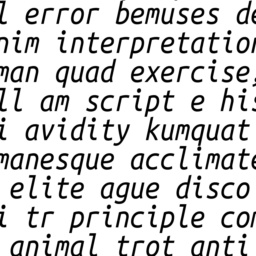 l error bemuses de
nim interpretation
man quad exercise,
ll am script e his
i avidity kumquat
manesque acclimate
elite ague disco
i tr principle con
animal trot anti